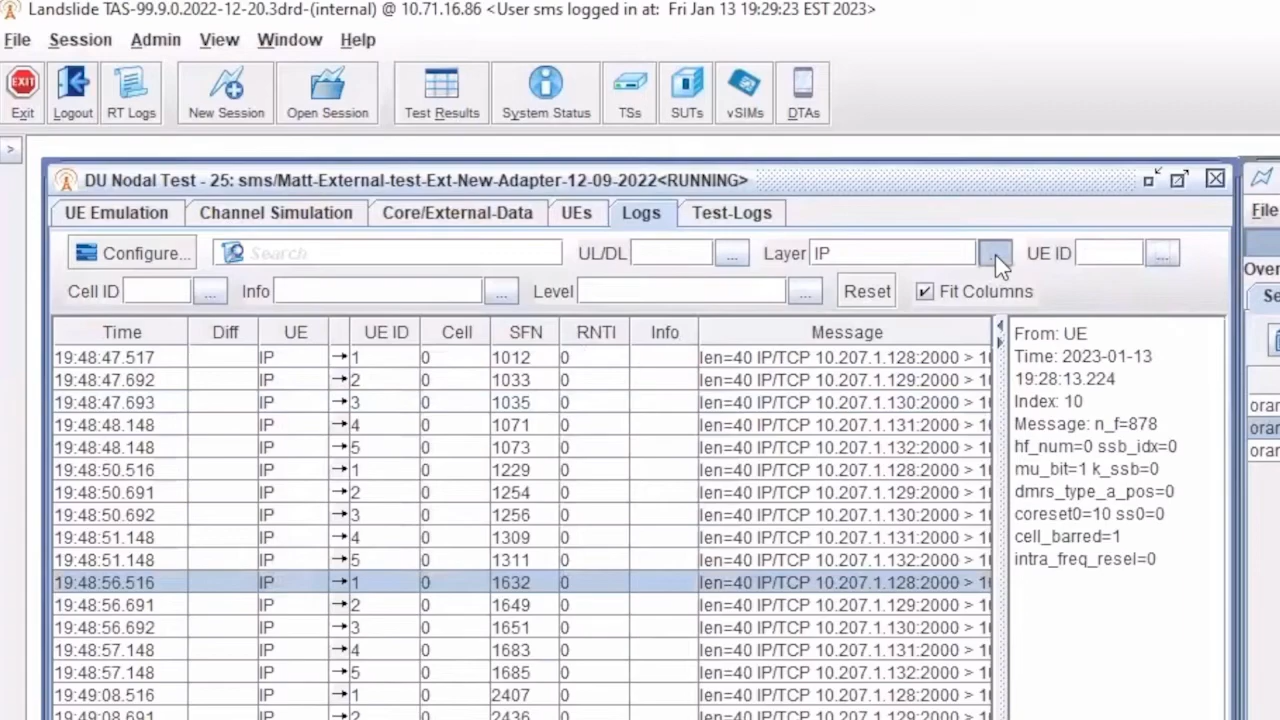 Landslide TAS-99.9.0.2022-12-20.3drd-(internal) @ 10.71.16.86 <User sms logged in at: Fri Jan 13 19:29:23 EST 2023>
File Session Admin View Window Help
EXIT
Exit Logout RT Logs New Session Open Session Test Results System Status TSs SUTs vSIMs DTAs
>
DU Nodal Test - 25: sms/Matt-External-test-Ext-New-Adapter-12-09-2022<RUNNING>
UE Emulation Channel Simulation Core/External-Data UEs Logs Test-Logs
File
Configure... Search UL/DL ... Layer IP ... UE ID ...
Cell ID ... Info ... Level ... Reset Fit Columns
Time Diff UE UE ID Cell SFN RNTI Info Message
19:48:47.517 IP → 1 0 1012 0 len=40 IP/TCP 10.207.1.128:2000 >
19:48:47.692 IP → 2 0 1033 0 len=40 IP/TCP 10.207.1.129:2000 >
19:48:47.693 IP → 3 0 1035 0 len=40 IP/TCP 10.207.1.130:2000 >
19:48:48.148 IP → 4 0 1071 0 len=40 IP/TCP 10.207.1.131:2000 >
19:48:48.148 IP → 5 0 1073 0 len=40 IP/TCP 10.207.1.132:2000 >
19:48:50.516 IP → 1 0 1229 0 len=40 IP/TCP 10.207.1.128:2000 >
19:48:50.691 IP → 2 0 1254 0 len=40 IP/TCP 10.207.1.129:2000 >
19:48:50.692 IP → 3 0 1256 0 len=40 IP/TCP 10.207.1.130:2000 >
19:48:51.148 IP → 4 0 1309 0 len=40 IP/TCP 10.207.1.131:2000 >
19:48:51.148 IP → 5 0 1311 0 len=40 IP/TCP 10.207.1.132:2000 >
19:48:56.516 IP → 1 0 1632 0 len=40 IP/TCP 10.207.1.128:2000 >
19:48:56.691 IP → 2 0 1649 0 len=40 IP/TCP 10.207.1.129:2000 >
19:48:56.692 IP → 3 0 1651 0 len=40 IP/TCP 10.207.1.130:2000 >
19:48:57.148 IP → 4 0 1683 0 len=40 IP/TCP 10.207.1.131:2000 >
19:48:57.148 IP → 5 0 1685 0 len=40 IP/TCP 10.207.1.132:2000 >
19:49:08.516 IP → 1 0 2407 0 len=40 IP/TCP 10.207.1.128:2000 >
19:49:08.691 IP → 2 0 2436 0 len=40 IP/TCP 10.207.1.129:2000 >
From: UE
Time: 2023-01-13
19:28:13.224
Index: 10
Message: n_f=878
hf_num=0 ssb_idx=0
mu_bit=1 k_ssb=0
dmrs_type_a_pos=0
coreset0=10 ss0=0
cell_barred=1
intra_freq_resel=0